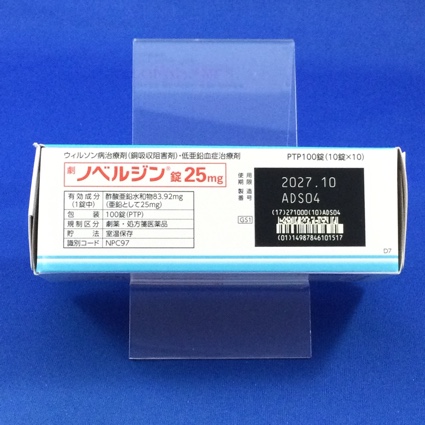 ウィルソン病治療剤(銅吸収阻害剤)・低亜鉛血症治療剤
PTP100錠(10錠×10)
劇 ノベルジン®錠25mg
有効成分(1錠中) 酢酸亜鉛水和物83.92mg(亜鉛として25mg)
包装 100錠(PTP)
規制区分 劇薬・処方箋医薬品
貯法 室温保存
識別コード NPC97
使用期限 2027.10
製造番号 ADS04
GS1
(17)271000(10)ADS04
(01)14987846101517
D7